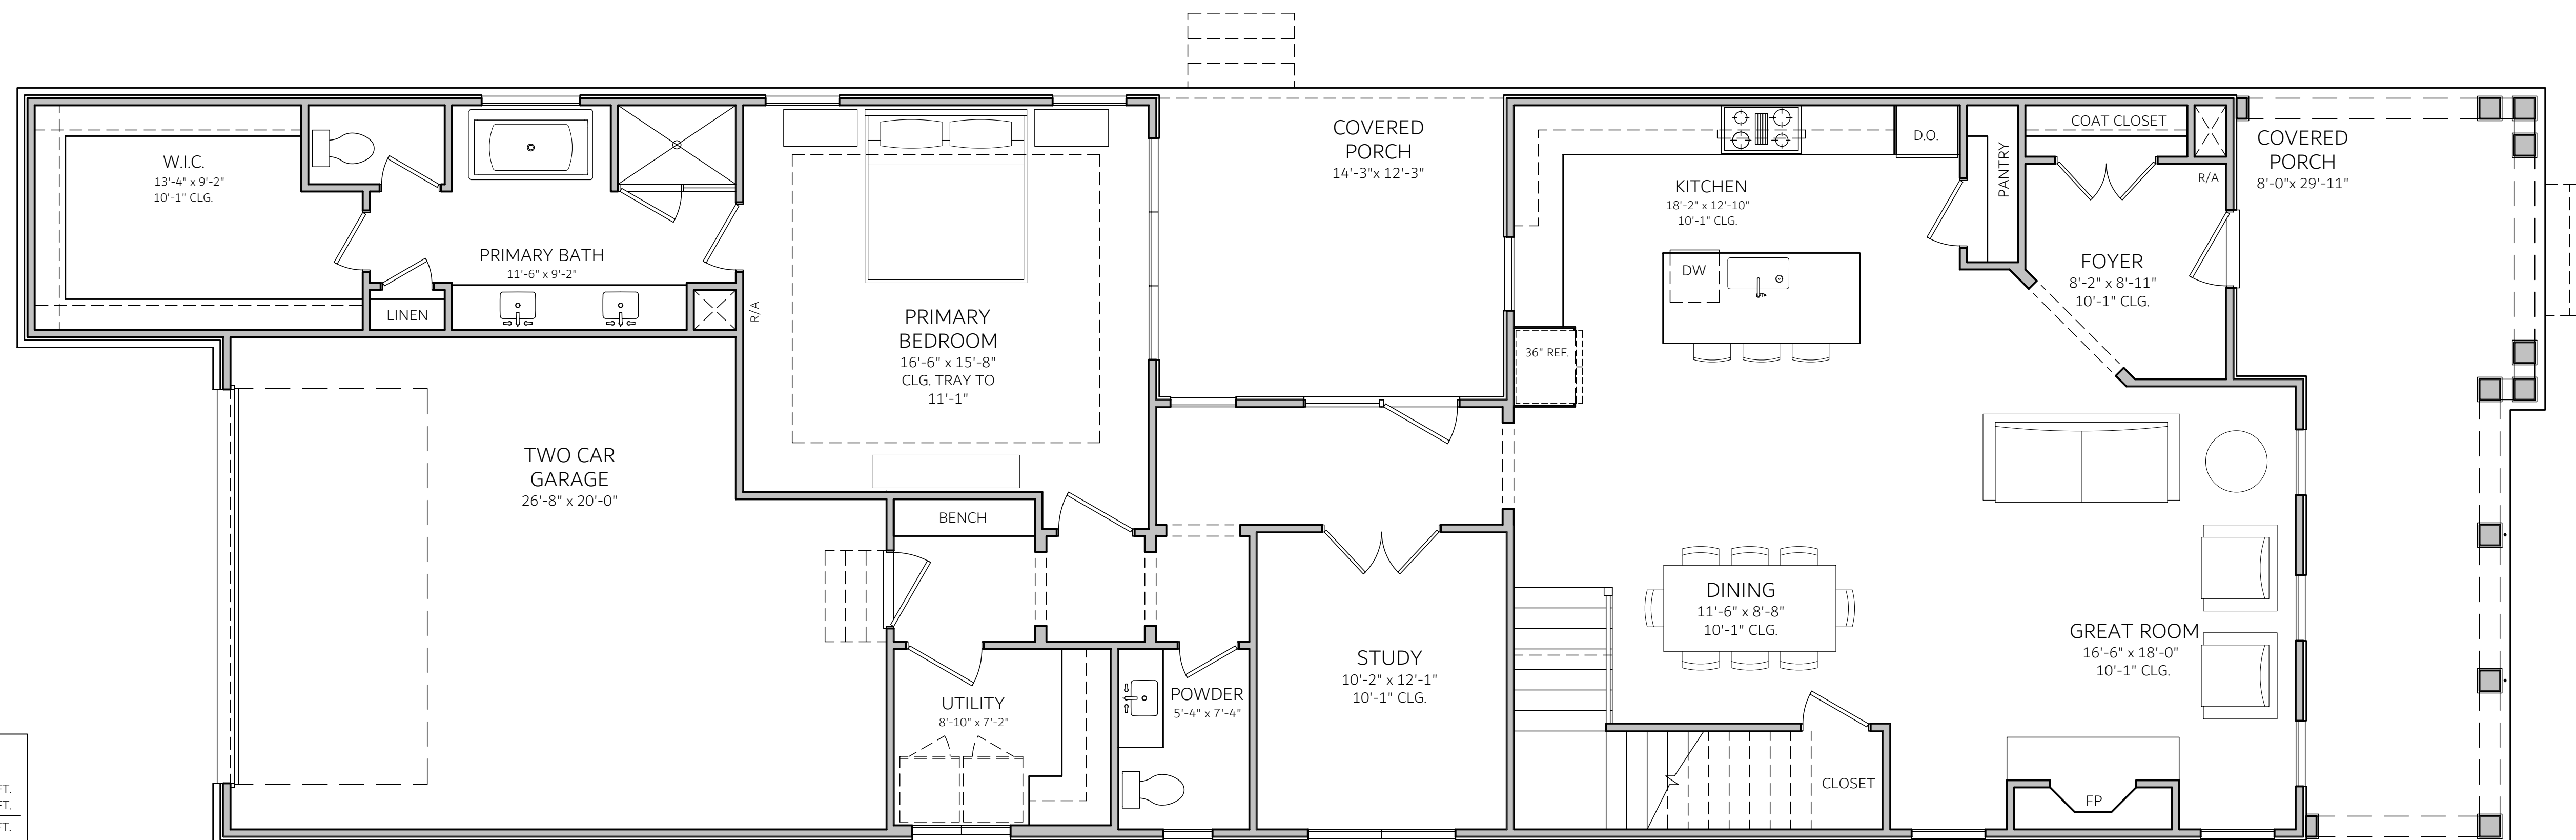 W.I.C.
13'-4" x 9'-2"
10'-1" CLG.
PRIMARY BATH
11'-6" x 9'-2"
LINEN
R/A
PRIMARY
BEDROOM
16'-6" x 15'-8"
CLG. TRAY TO
11'-1"
COVERED
PORCH
14'-3"x 12'-3"
KITCHEN
18'-2" x 12'-10"
10'-1" CLG.
D.O.
DW
36" REF.
PANTRY
COAT CLOSET
R/A
FOYER
8'-2" x 8'-11"
10'-1" CLG.
COVERED
PORCH
8'-0"x 29'-11"
TWO CAR
GARAGE
26'-8" x 20'-0"
BENCH
UTILITY
8'-10" x 7'-2"
POWDER
5'-4" x 7'-4"
STUDY
10'-2" x 12'-1"
10'-1" CLG.
DINING
11'-6" x 8'-8"
10'-1" CLG.
CLOSET
GREAT ROOM
16'-6" x 18'-0"
10'-1" CLG.
FP
FT.
FT.
FT.